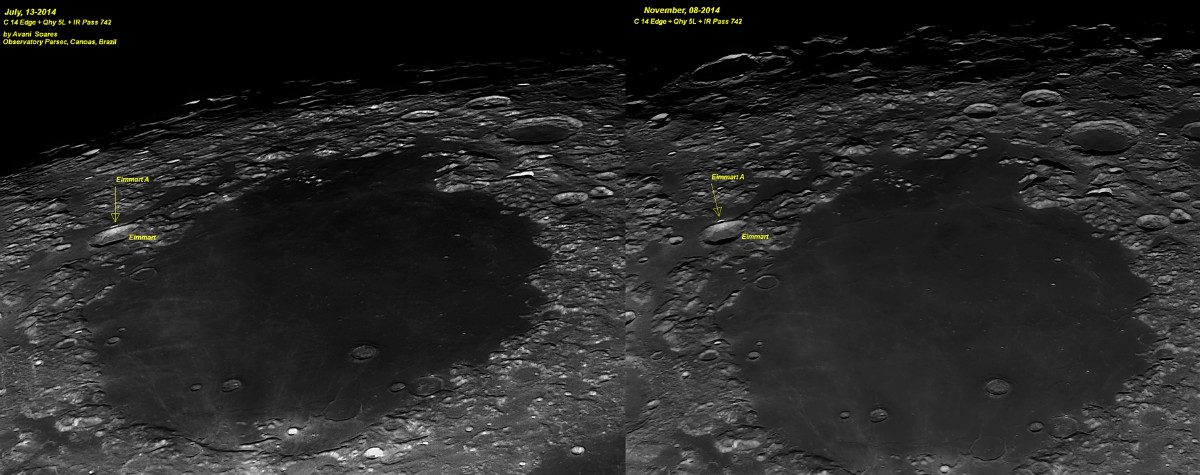 July, 13-2014
C 14 Edge + Qhy 5L + IR Pass 742
by Avani Soares
Observatory Parsec, Canoas, Brazil
Eimmart A
Eimmart
November, 08-2014
C 14 Edge + Qhy 5L + IR Pass 742
Eimmart A
Eimmart